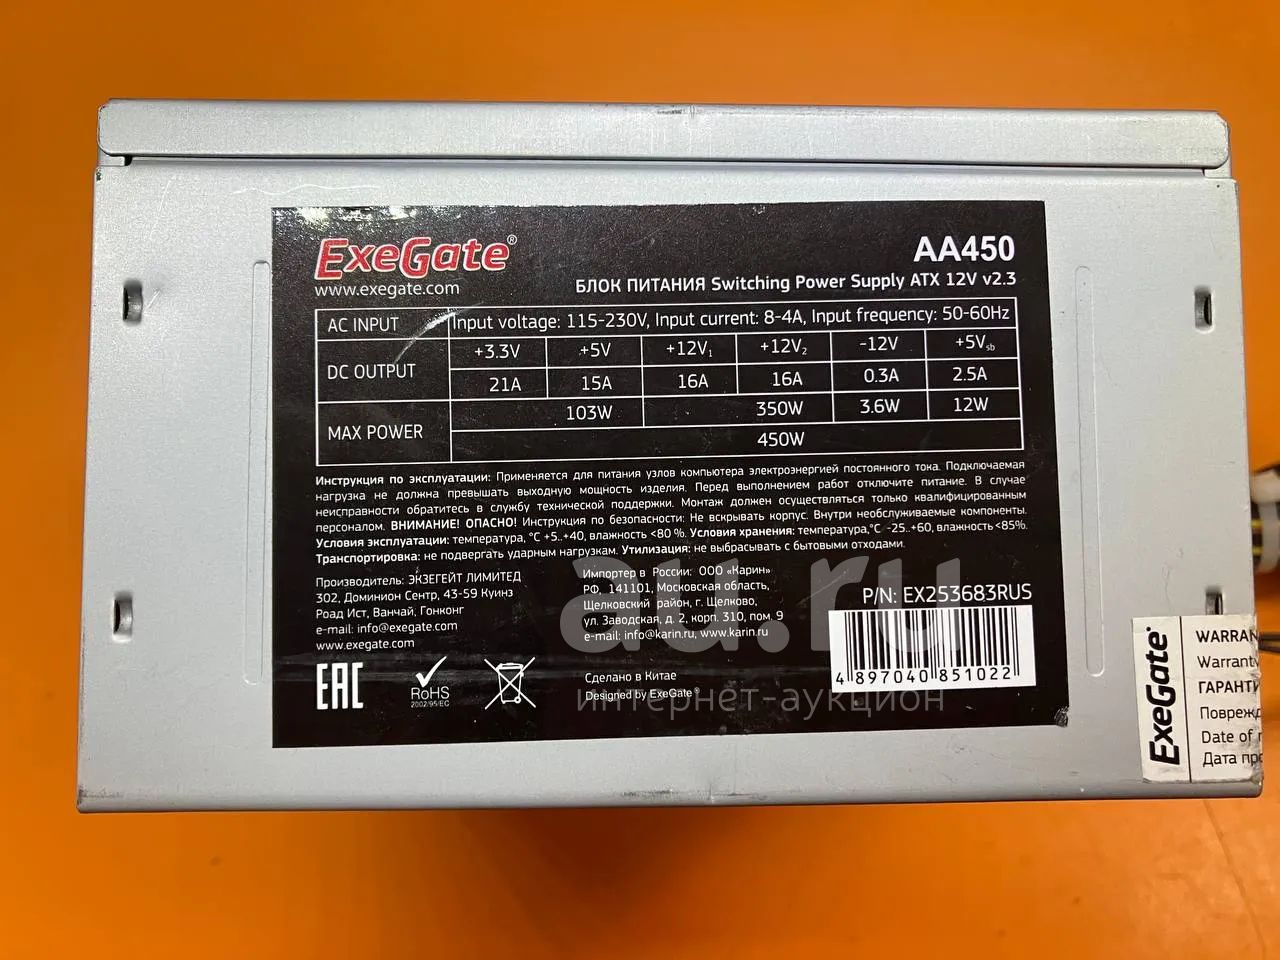 ExeGate®
www.exegate.com
AA450
БЛОК ПИТАНИЯ Switching Power Supply ATX 12V v2.3
AC INPUT Input voltage: 115-230V, Input current: 8-4A, Input frequency: 50-60Hz
DC OUTPUT +3.3V +5V +12V₁ +12V₂ -12V +5Vsb
21A 15A 16A 16A 0.3A 2.5A
MAX POWER 103W 350W 3.6W 12W
450W
Инструкция по эксплуатации: Применяется для питания узлов компьютера электроэнергией постоянного тока. Подключаемая
нагрузка не должна превышать выходную мощность изделия. Перед выполнением работ отключите питание. В случае
неисправности обратитесь в службу технической поддержки. Монтаж должен осуществляться только квалифицированным
персоналом. ВНИМАНИЕ! ОПАСНО! Инструкция по безопасности: Не вскрывать корпус. Внутри необслуживаемые компоненты.
Условия эксплуатации: температура, °С +5..+40, влажность <80 %. Условия хранения: температура,°С -25..+60, влажность <85%.
Транспортировка: не подвергать ударным нагрузкам. Утилизация: не выбрасывать с бытовыми отходами.
Производитель: ЭКЗЕГЕЙТ ЛИМИТЕД
302, Доминион Сентр, 43-59 Куинз
Роад Ист, Ванчай, Гонконг
e-mail: info@exegate.com
www.exegate.com
Импортер в России: ООО «Карин»
РФ, 141101, Московская область,
Щелковский район, г. Щелково,
ул. Заводская, д. 2, корп. 310, пом. 9
e-mail: info@karin.ru, www.karin.ru
P/N: EX253683RUS
4 897040 851022
EAC
RoHS
2002/95/EC
Сделано в Китае
Designed by ExeGate®
au.ru
интернет-аукцион
ExeGate
WARRAN
Warranty
ГАРАНТИ
Поврежд
Date of
Дата